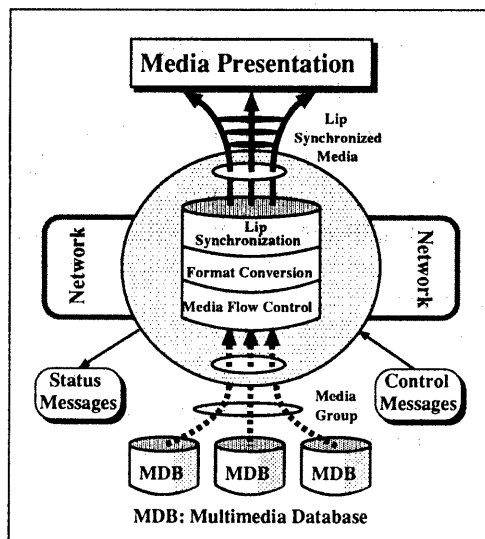 Media Presentation
Lip
Synchronized
Media
Lip
Synchronization
Format Conversion
Media Flow Control
Network
Network
Status
Messages
Control
Messages
Media
Group
MDB
MDB
MDB
MDB: Multimedia Database